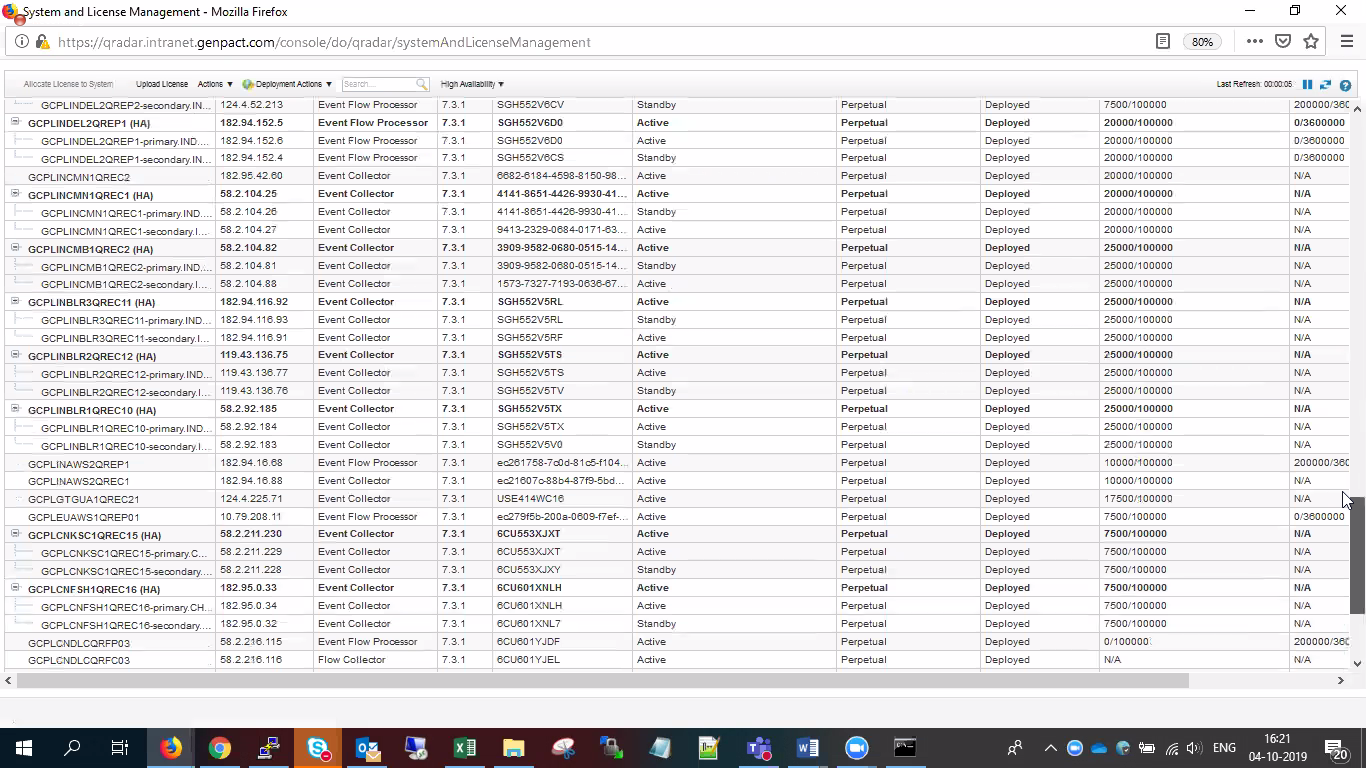 System and License Management - Mozilla Firefox
https://qradar.intranet.genpact.com/console/do/qradar/systemAndLicenseManagement 80%
Allocate License to System Upload License Actions ▼ Deployment Actions ▼ Search... High Availability ▼ Last Refresh: 00:00:05
GCPLINDEL2QREP2-secondary.IN... 124.4.52.213 Event Flow Processor 7.3.1 SGH552V6CV Standby Perpetual Deployed 7500/100000 200000/360
GCPLINDEL2QREP1 (HA) 182.94.152.5 Event Flow Processor 7.3.1 SGH552V6D0 Active Perpetual Deployed 20000/100000 0/3600000
GCPLINDEL2QREP1-primary.IND.... 182.94.152.6 Event Flow Processor 7.3.1 SGH552V6D0 Active Perpetual Deployed 20000/100000 0/3600000
GCPLINDEL2QREP1-secondary.IN... 182.94.152.4 Event Flow Processor 7.3.1 SGH552V6CS Standby Perpetual Deployed 20000/100000 0/3600000
GCPLINCMN1QREC2 182.95.42.60 Event Collector 7.3.1 6682-6184-4598-8150-98... Active Perpetual Deployed 20000/100000 N/A
GCPLINCMN1QREC1 (HA) 58.2.104.25 Event Collector 7.3.1 4141-8651-4426-9930-41... Active Perpetual Deployed 20000/100000 N/A
GCPLINCMN1QREC1-primary.IND.... 58.2.104.26 Event Collector 7.3.1 4141-8651-4426-9930-41... Standby Perpetual Deployed 20000/100000 N/A
GCPLINCMN1QREC1-secondary.I... 58.2.104.27 Event Collector 7.3.1 9413-2329-0684-0171-63... Active Perpetual Deployed 20000/100000 N/A
GCPLINCMB1QREC2 (HA) 58.2.104.82 Event Collector 7.3.1 3909-9582-0680-0515-14... Active Perpetual Deployed 25000/100000 N/A
GCPLINCMB1QREC2-primary.IND... 58.2.104.81 Event Collector 7.3.1 3909-9582-0680-0515-14... Standby Perpetual Deployed 25000/100000 N/A
GCPLINCMB1QREC2-secondary.I... 58.2.104.88 Event Collector 7.3.1 1573-7327-7193-0636-67... Active Perpetual Deployed 25000/100000 N/A
GCPLINBLR3QREC11 (HA) 182.94.116.92 Event Collector 7.3.1 SGH552V5RL Active Perpetual Deployed 25000/100000 N/A
GCPLINBLR3QREC11-primary.IND... 182.94.116.93 Event Collector 7.3.1 SGH552V5RL Standby Perpetual Deployed 25000/100000 N/A
GCPLINBLR3QREC11-secondary.I... 182.94.116.91 Event Collector 7.3.1 SGH552V5RF Active Perpetual Deployed 25000/100000 N/A
GCPLINBLR2QREC12 (HA) 119.43.136.75 Event Collector 7.3.1 SGH552V5TS Active Perpetual Deployed 25000/100000 N/A
GCPLINBLR2QREC12-primary.IND... 119.43.136.77 Event Collector 7.3.1 SGH552V5TS Active Perpetual Deployed 25000/100000 N/A
GCPLINBLR2QREC12-secondary.I... 119.43.136.76 Event Collector 7.3.1 SGH552V5TV Standby Perpetual Deployed 25000/100000 N/A
GCPLINBLR1QREC10 (HA) 58.2.92.185 Event Collector 7.3.1 SGH552V5TX Active Perpetual Deployed 25000/100000 N/A
GCPLINBLR1QREC10-primary.IND... 58.2.92.184 Event Collector 7.3.1 SGH552V5TX Active Perpetual Deployed 25000/100000 N/A
GCPLINBLR1QREC10-secondary.I... 58.2.92.183 Event Collector 7.3.1 SGH552V5V0 Standby Perpetual Deployed 25000/100000 N/A
GCPLINAWS2QREP1 182.94.16.68 Event Flow Processor 7.3.1 ec261758-7c0d-81c5-f104... Active Perpetual Deployed 10000/100000 200000/360
GCPLINAWS2QREC1 182.94.16.88 Event Collector 7.3.1 ec21607c-88b4-87f9-5bd... Active Perpetual Deployed 10000/100000 N/A
GCPLGTGUA1QREC21 124.4.225.71 Event Collector 7.3.1 USE414WC16 Active Perpetual Deployed 17500/100000 N/A
GCPLEUAWS1QREP01 10.79.208.11 Event Flow Processor 7.3.1 ec279f5b-200a-0609-f7ef-... Active Perpetual Deployed 7500/100000 0/3600000
GCPLCNKSC1QREC15 (HA) 58.2.211.230 Event Collector 7.3.1 6CU553XJXT Active Perpetual Deployed 7500/100000 N/A
GCPLCNKSC1QREC15-primary.C... 58.2.211.229 Event Collector 7.3.1 6CU553XJXT Active Perpetual Deployed 7500/100000 N/A
GCPLCNKSC1QREC15-secondary.... 58.2.211.228 Event Collector 7.3.1 6CU553XJXY Standby Perpetual Deployed 7500/100000 N/A
GCPLCNFSH1QREC16 (HA) 182.95.0.33 Event Collector 7.3.1 6CU601XNLH Active Perpetual Deployed 7500/100000 N/A
GCPLCNFSH1QREC16-primary.CH... 182.95.0.34 Event Collector 7.3.1 6CU601XNLH Active Perpetual Deployed 7500/100000 N/A
GCPLCNFSH1QREC16-secondary.... 182.95.0.32 Event Collector 7.3.1 6CU601XNL7 Standby Perpetual Deployed 7500/100000 N/A
GCPLCNDLCQRFP03 58.2.216.115 Event Flow Processor 7.3.1 6CU601YJDF Active Perpetual Deployed 0/100000 200000/360
GCPLCNDLCQRFC03 58.2.216.116 Flow Collector 7.3.1 6CU601YJEL Active Perpetual Deployed N/A N/A
ENG 16:21
04-10-2019 20